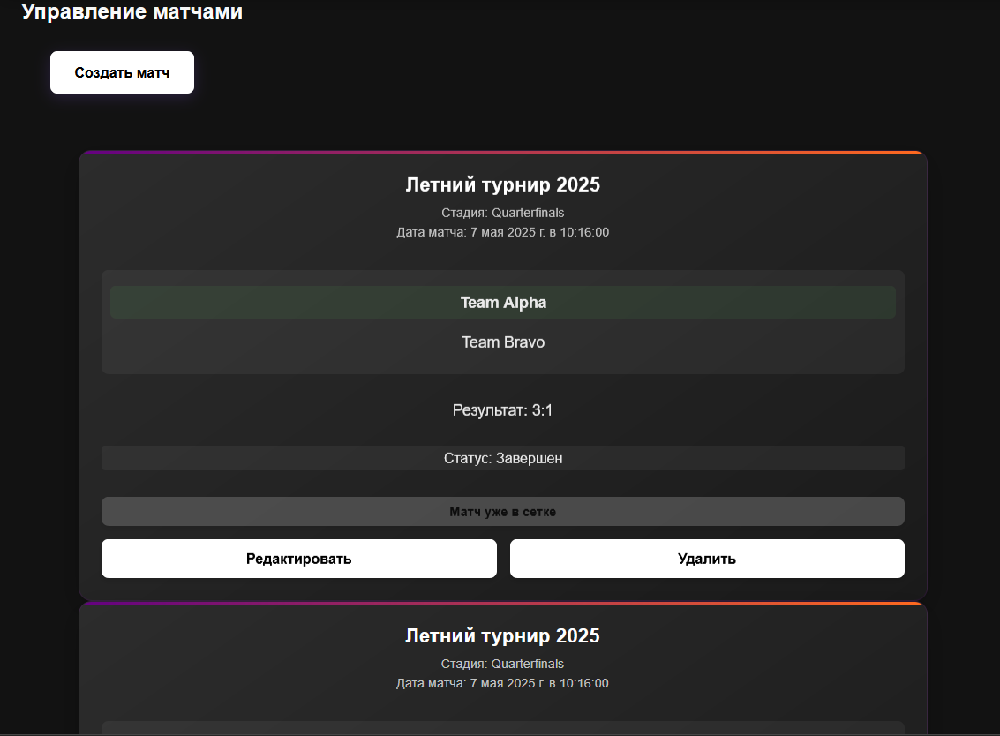 Управление матчами
Создать матч
Летний турнир 2025
Стадия: Quarterfinals
Дата матча: 7 мая 2025 г. в 10:16:00
Team Alpha
Team Bravo
Результат: 3:1
Статус: Завершен
Матч уже в сетке
Редактировать
Удалить
Летний турнир 2025
Стадия: Quarterfinals
Дата матча: 7 мая 2025 г. в 10:16:00